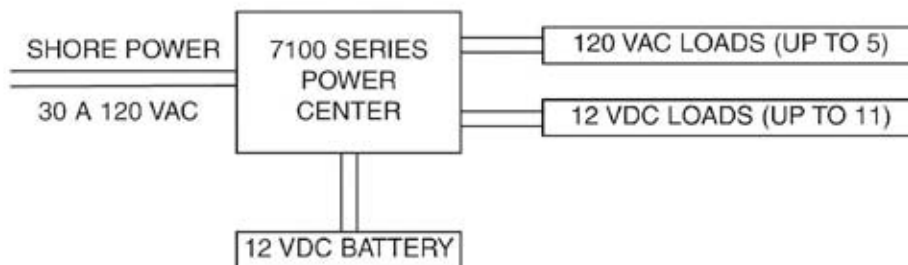 SHORE POWER
30 A 120 VAC
7100 SERIES
POWER
CENTER
120 VAC LOADS (UP TO 5)
12 VDC LOADS (UP TO 11)
12 VDC BATTERY